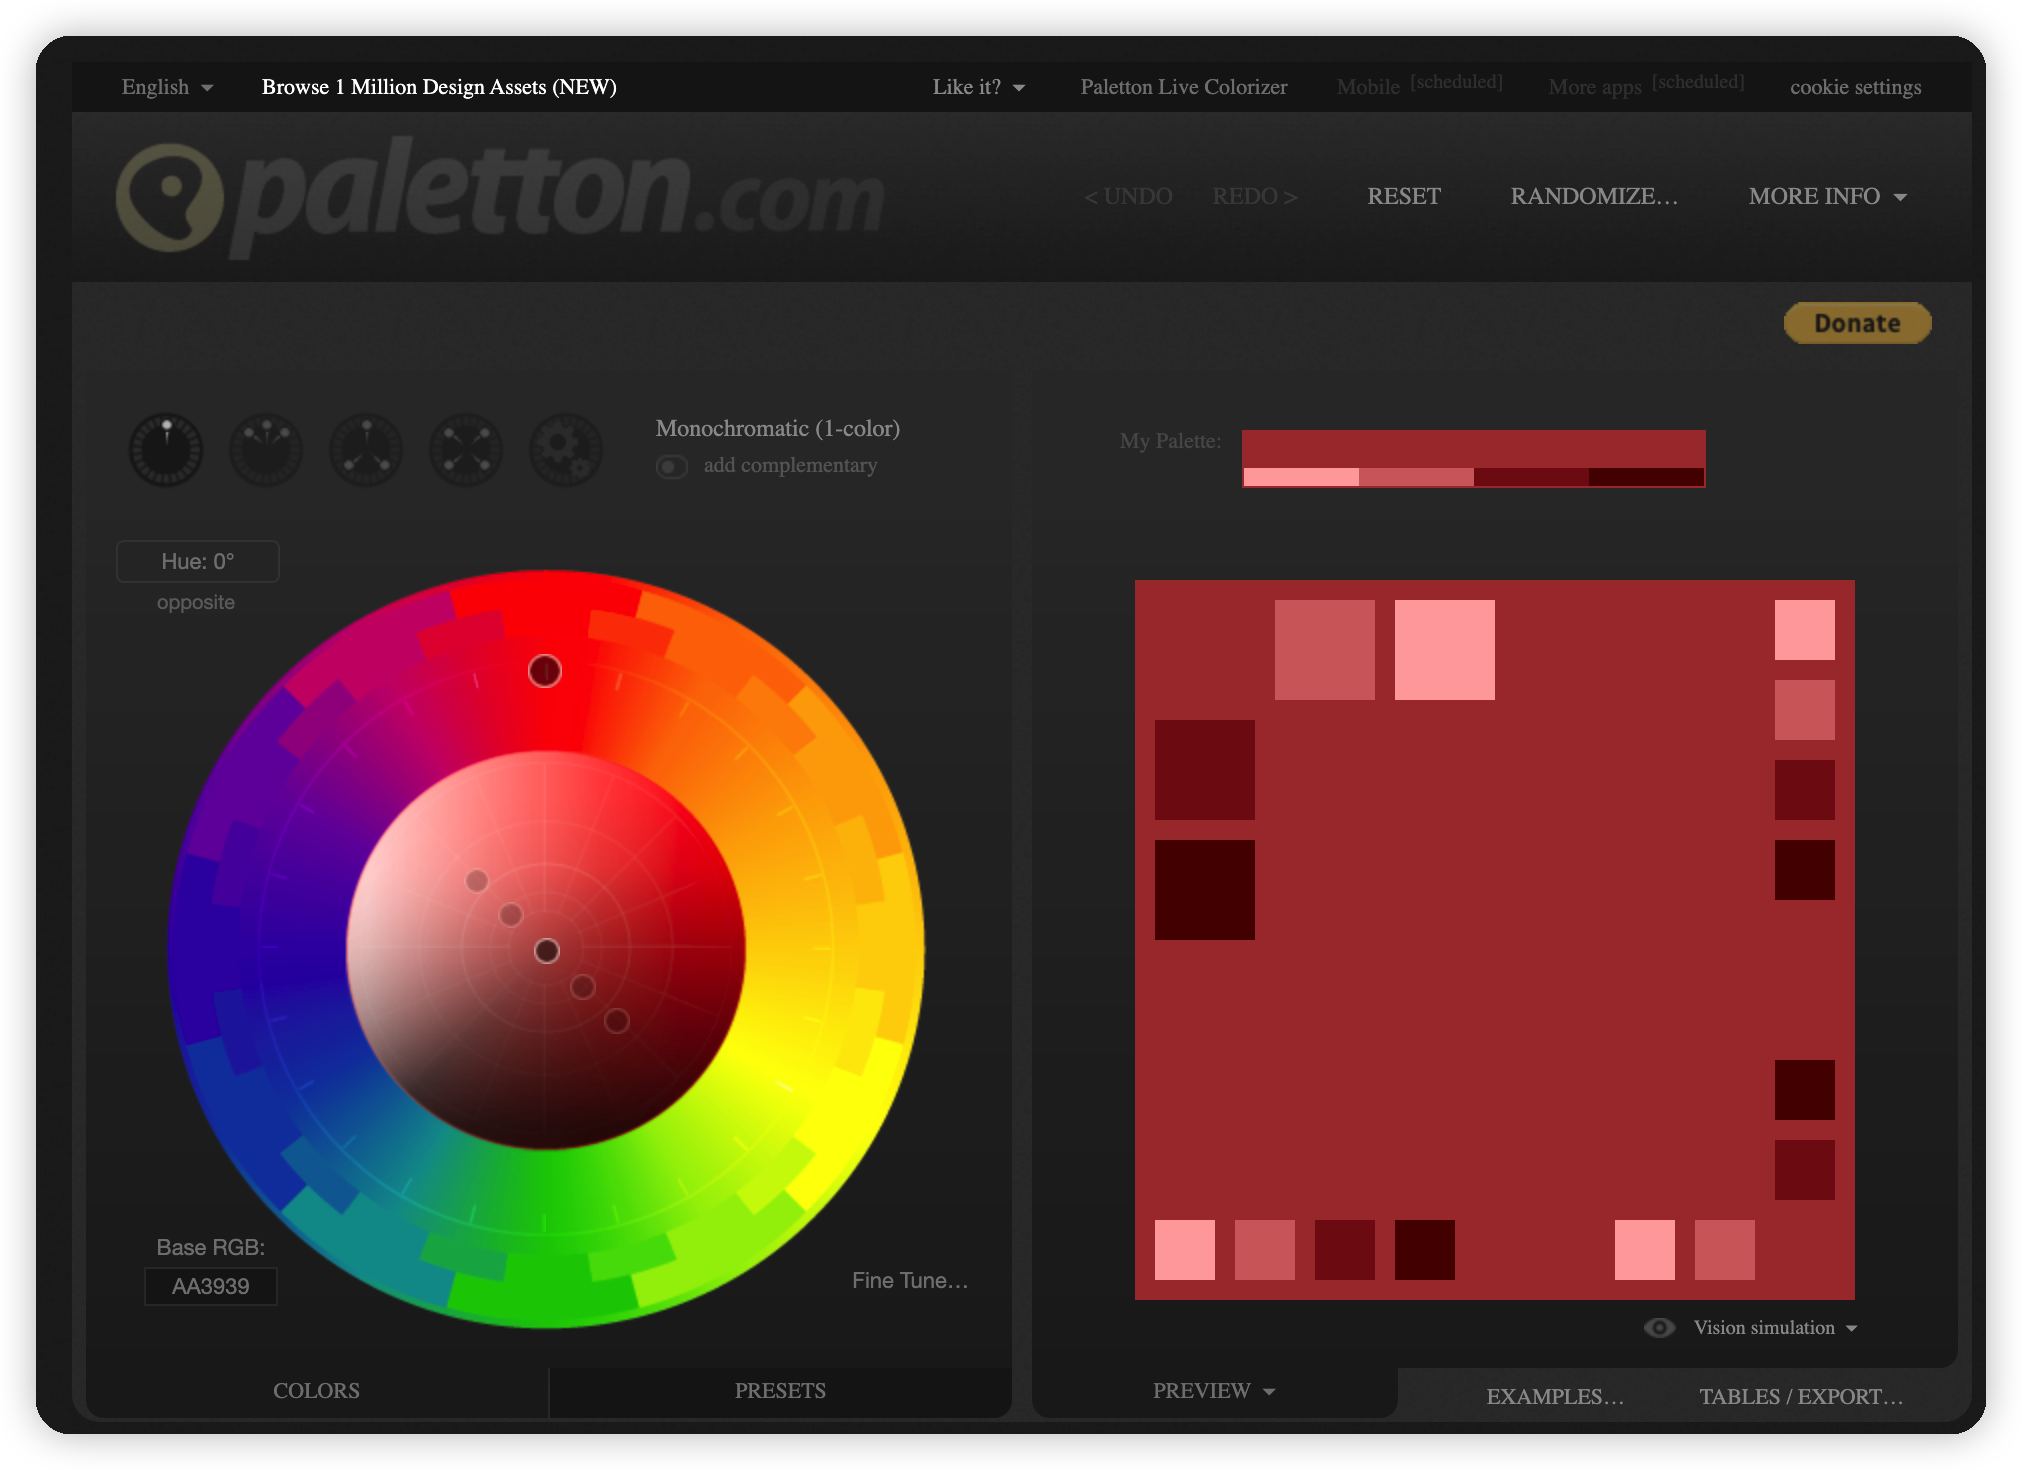 English
Browse 1 Million Design Assets (NEW)
Like it?
Paletton Live Colorizer
Mobile [scheduled]
More apps [scheduled]
cookie settings
paletton.com
< UNDO
REDO >
RESET
RANDOMIZE...
MORE INFO
Donate
Monochromatic (1-color)
add complementary
My Palette:
Hue: 0°
opposite
Base RGB:
AA3939
Fine Tune...
Vision simulation
COLORS
PRESETS
PREVIEW
EXAMPLES...
TABLES / EXPORT...